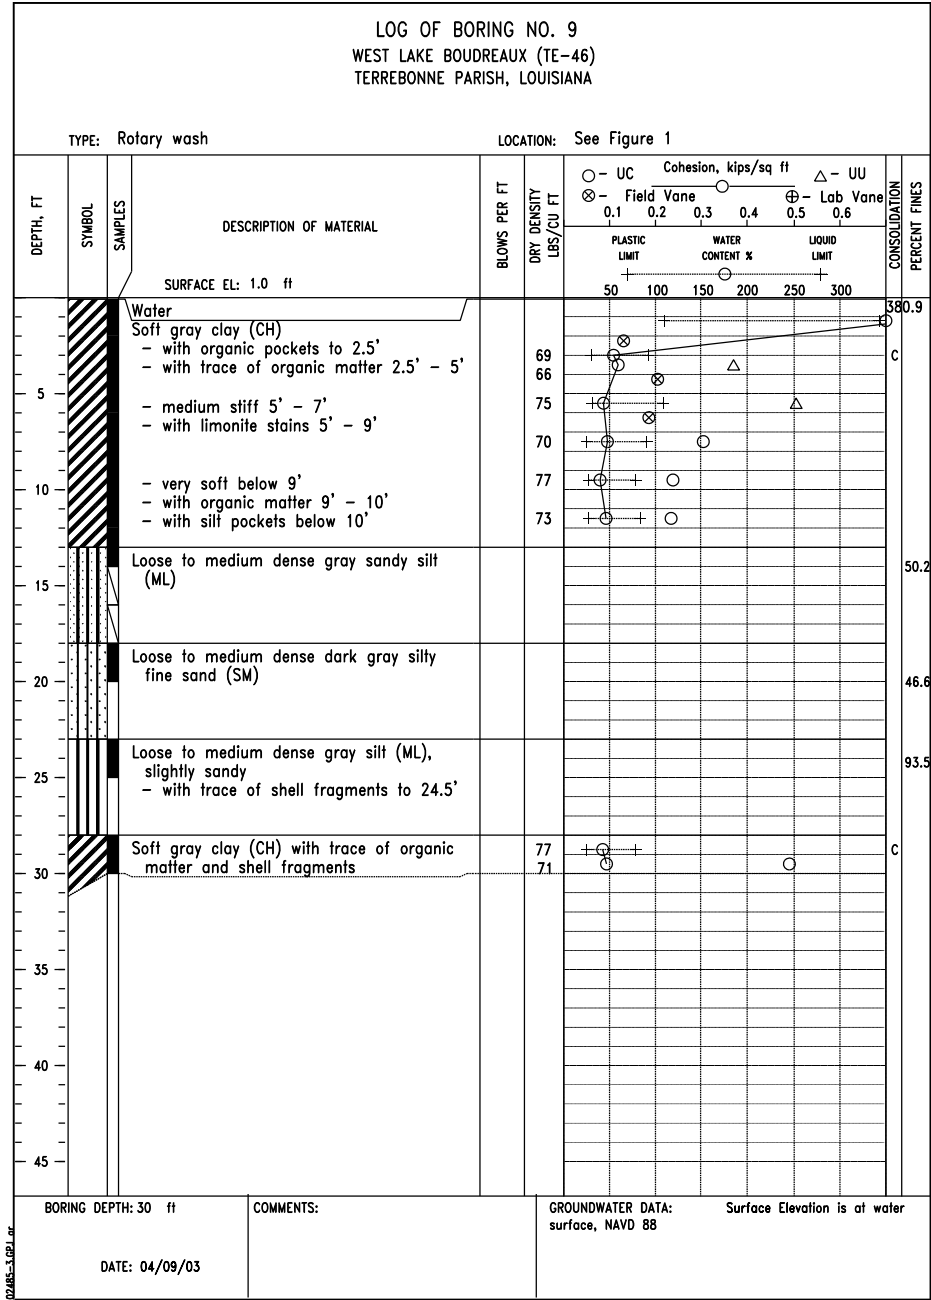 LOG OF BORING NO. 9
WEST LAKE BOUDREAUX (TE-46)
TERREBONNE PARISH, LOUISIANA
TYPE: Rotary wash
LOCATION: See Figure 1
DEPTH, FT
SYMBOL
SAMPLES
DESCRIPTION OF MATERIAL
SURFACE EL: 1.0 ft
BLOWS PER FT
DRY DENSITY
LBS/CU FT
- UC
Cohesion, kips/sq ft
- UU
- Field Vane
- Lab Vane
0.1 0.2 0.3 0.4 0.5 0.6
PLASTIC LIMIT
WATER CONTENT %
LIQUID LIMIT
50 100 150 200 250 300
CONSOLIDATION
PERCENT FINES
Water
380.9
Soft gray clay (CH)
- with organic pockets to 2.5'
69
C
- with trace of organic matter 2.5' - 5'
66
5
- medium stiff 5' - 7'
75
- with limonite stains 5' - 9'
70
- very soft below 9'
77
10
- with organic matter 9' - 10'
- with silt pockets below 10'
73
Loose to medium dense gray sandy silt
(ML)
50.2
15
Loose to medium dense dark gray silty
fine sand (SM)
20
46.6
Loose to medium dense gray silt (ML),
slightly sandy
93.5
25
- with trace of shell fragments to 24.5'
Soft gray clay (CH) with trace of organic
matter and shell fragments
77
C
71
30
35
40
45
BORING DEPTH: 30 ft
COMMENTS:
GROUNDWATER DATA: Surface Elevation is at water
surface, NAVD 88
DATE: 04/09/03
02485-3.GPJ gr